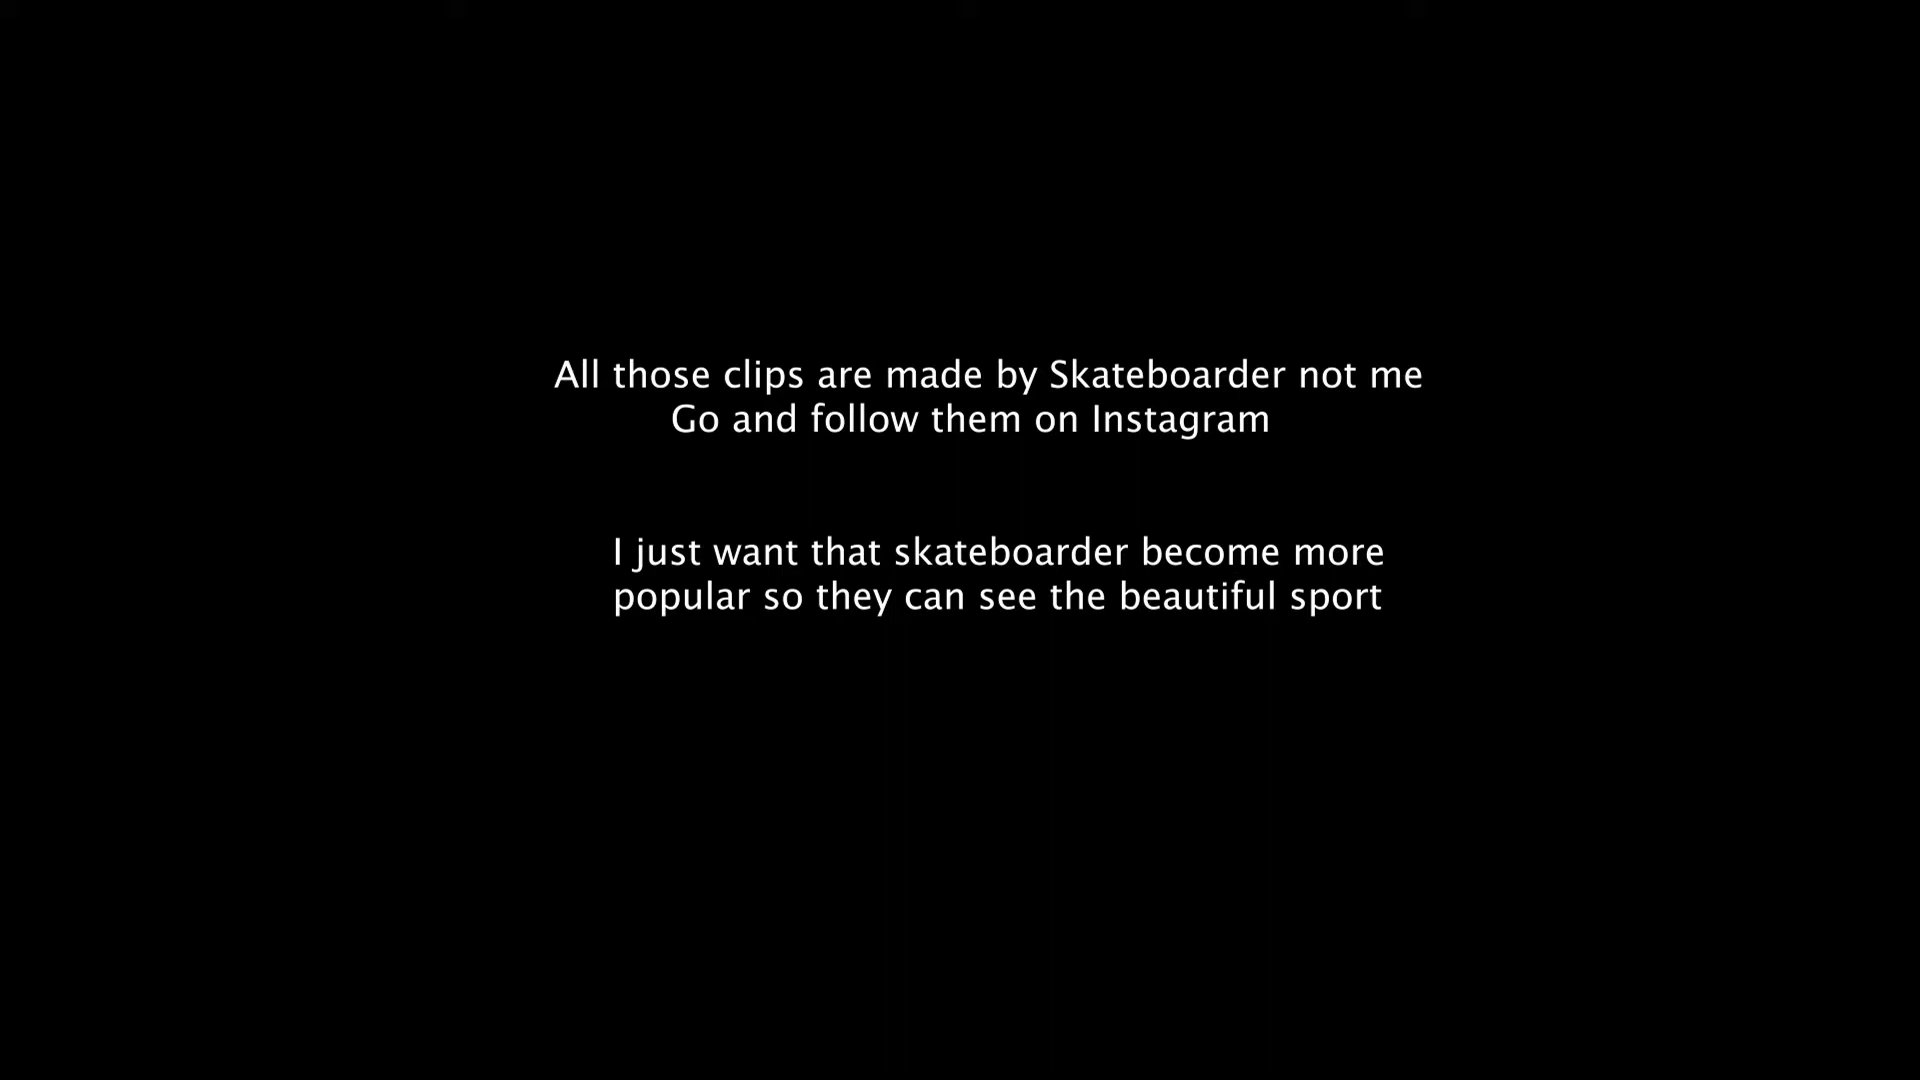 All those clips are made by Skateboarder not me
Go and follow them on Instagram
I just want that skateboarder become more
popular so they can see the beautiful sport